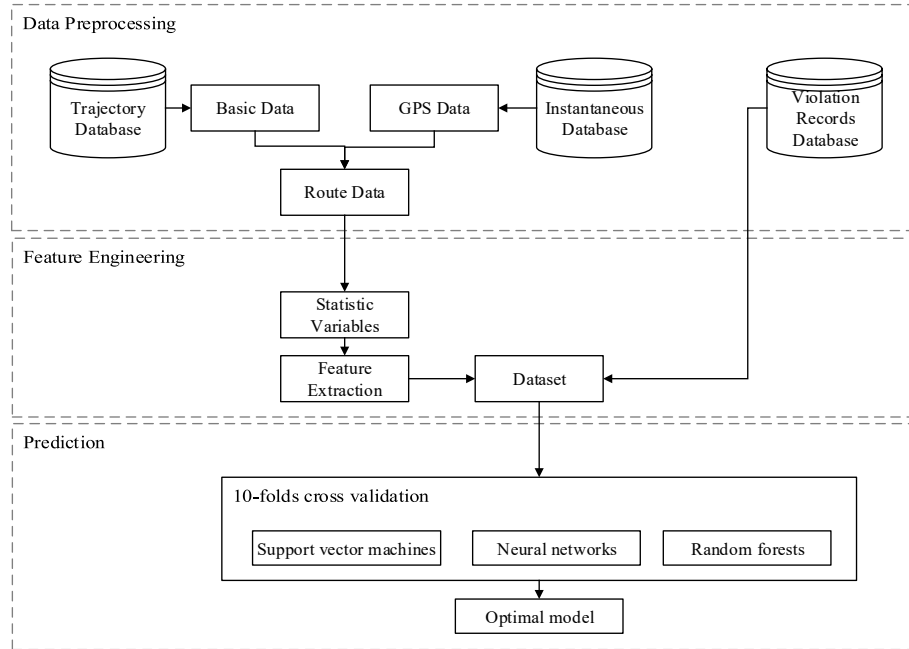 Data Preprocessing
Trajectory
Database
Basic Data
GPS Data
Instantaneous
Database
Violation
Records
Database
Route Data
Feature Engineering
Statistic
Variables
Feature
Extraction
Dataset
Prediction
10-folds cross validation
Support vector machines
Neural networks
Random forests
Optimal model